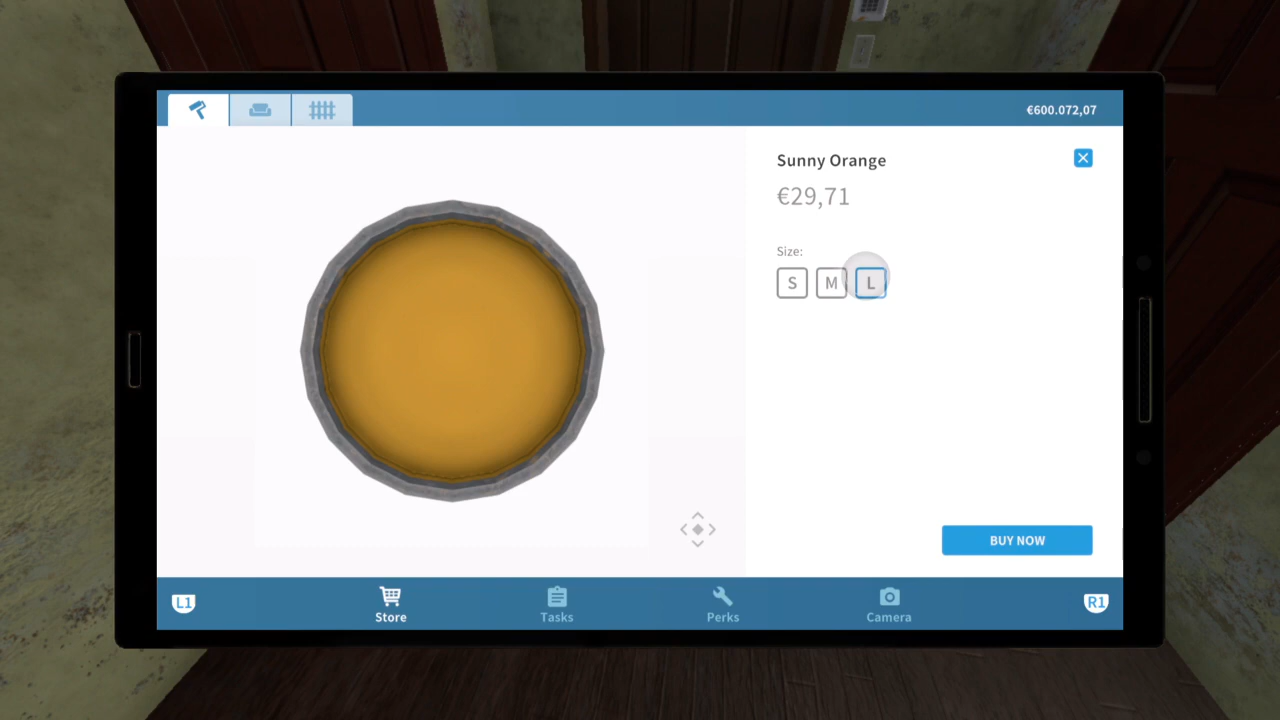 €600.072,07
Sunny Orange
€29,71
Size:
S M L
BUY NOW
L1 Store Tasks Perks Camera R1